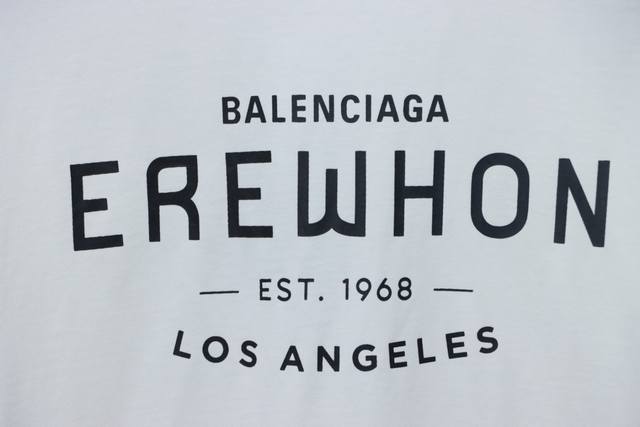 BALENCIAGA
EREWHON
— EST. 1968 —
LOS ANGELES